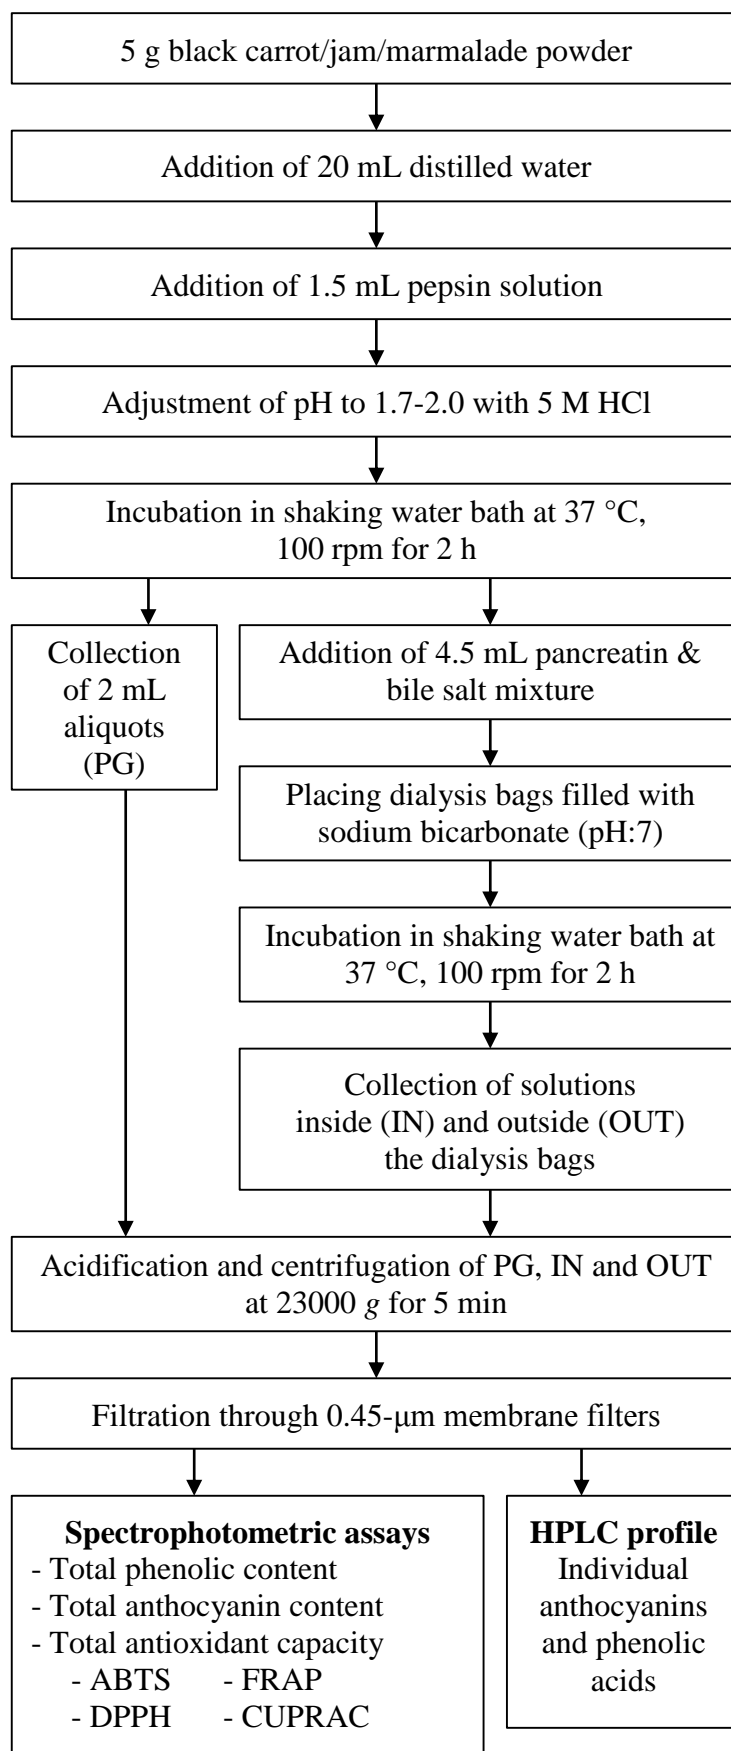 5 g black carrot/jam/marmalade powder
Addition of 20 mL distilled water
Addition of 1.5 mL pepsin solution
Adjustment of pH to 1.7-2.0 with 5 M HCl
Incubation in shaking water bath at 37 °C,
100 rpm for 2 h
Collection
of 2 mL
aliquots
(PG)
Addition of 4.5 mL pancreatin &
bile salt mixture
Placing dialysis bags filled with
sodium bicarbonate (pH:7)
Incubation in shaking water bath at
37 °C, 100 rpm for 2 h
Collection of solutions
inside (IN) and outside (OUT)
the dialysis bags
Acidification and centrifugation of PG, IN and OUT
at 23000 g for 5 min
Filtration through 0.45-μm membrane filters
Spectrophotometric assays
- Total phenolic content
- Total anthocyanin content
- Total antioxidant capacity
- ABTS - FRAP
- DPPH - CUPRAC
HPLC profile
Individual
anthocyanins
and phenolic
acids